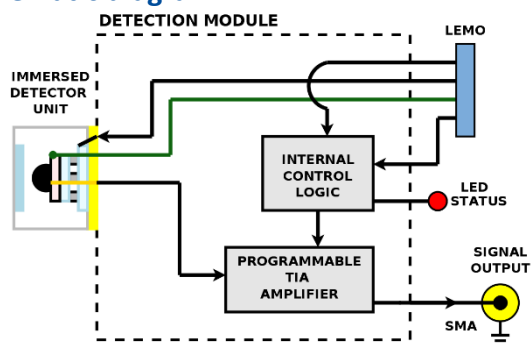 DETECTION MODULE
LEMO
IMMERSED
DETECTOR
UNIT
INTERNAL
CONTROL
LOGIC
LED
STATUS
PROGRAMMABLE
TIA
AMPLIFIER
SIGNAL
OUTPUT
SMA